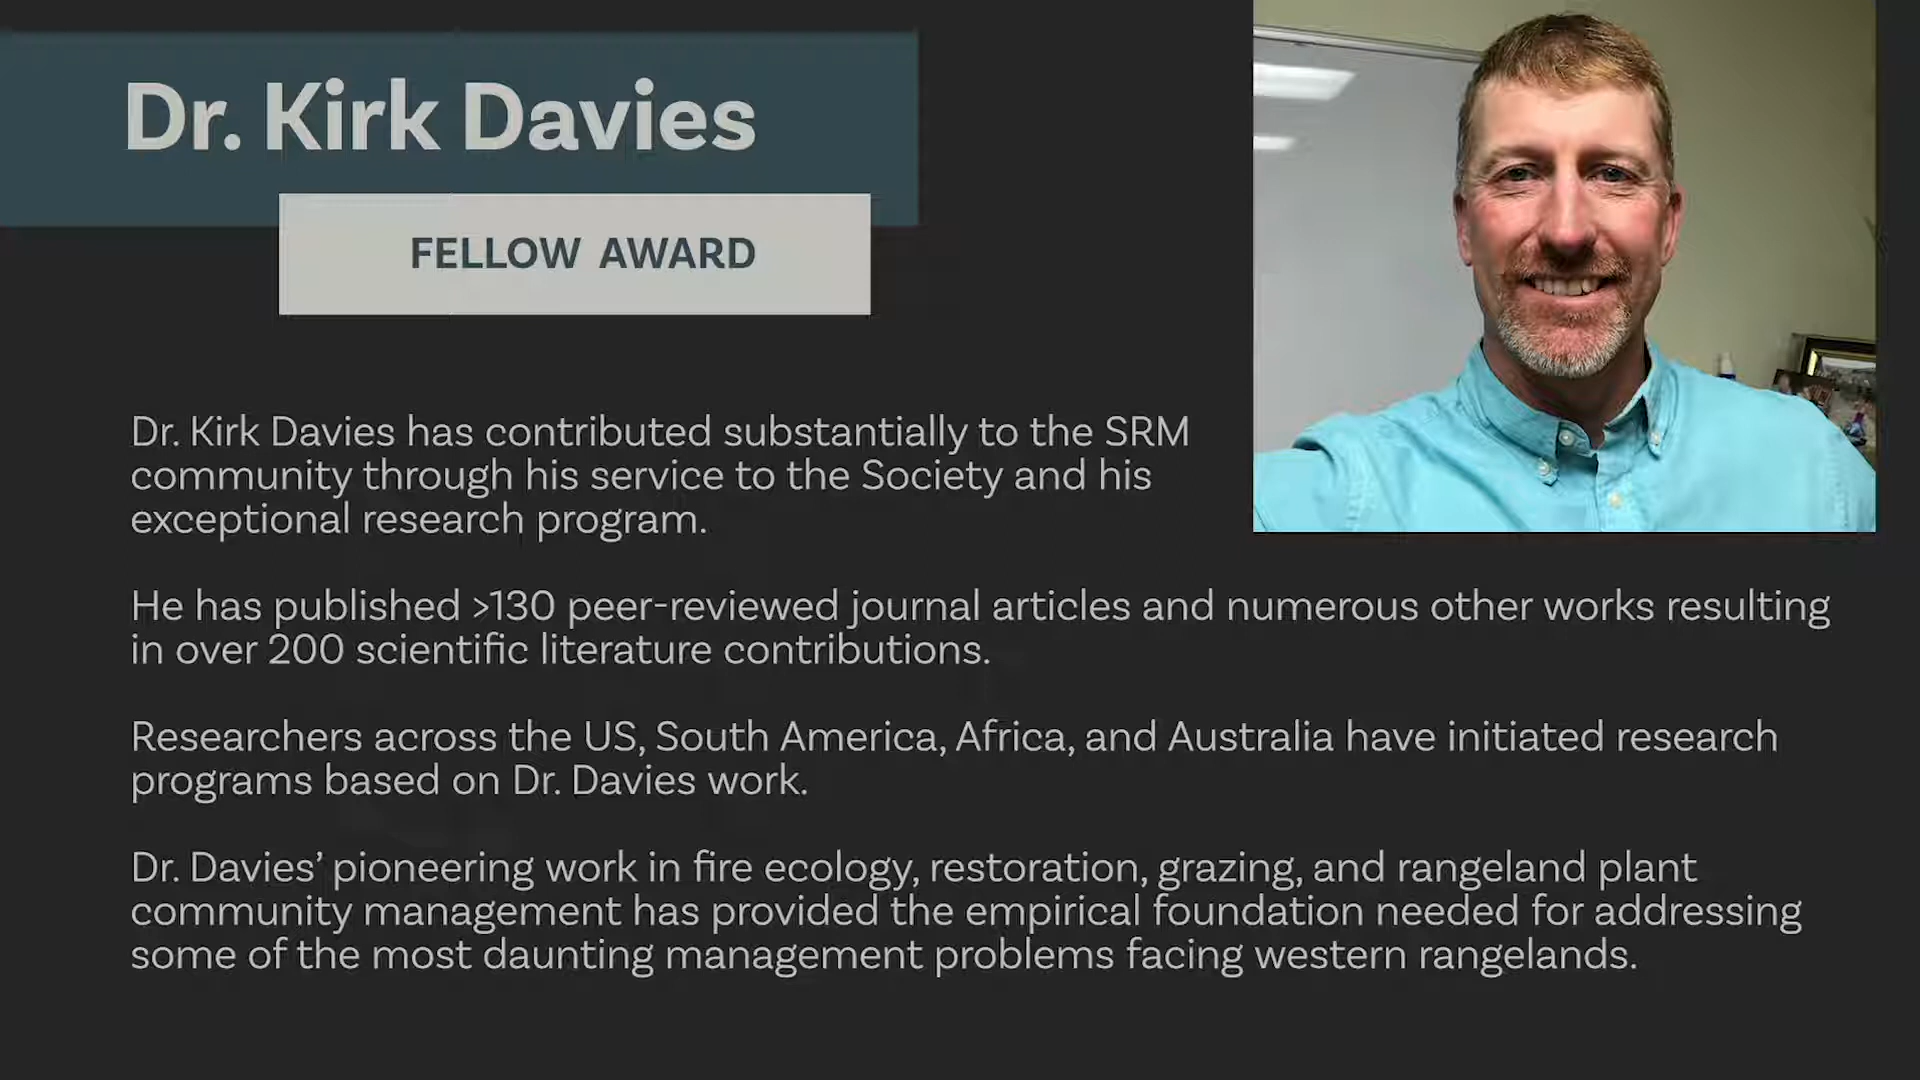 Dr. Kirk Davies
FELLOW AWARD
Dr. Kirk Davies has contributed substantially to the SRM
community through his service to the Society and his
exceptional research program.
He has published >130 peer-reviewed journal articles and numerous other works resulting
in over 200 scientific literature contributions.
Researchers across the US, South America, Africa, and Australia have initiated research
programs based on Dr. Davies work.
Dr. Davies’ pioneering work in fire ecology, restoration, grazing, and rangeland plant
community management has provided the empirical foundation needed for addressing
some of the most daunting management problems facing western rangelands.